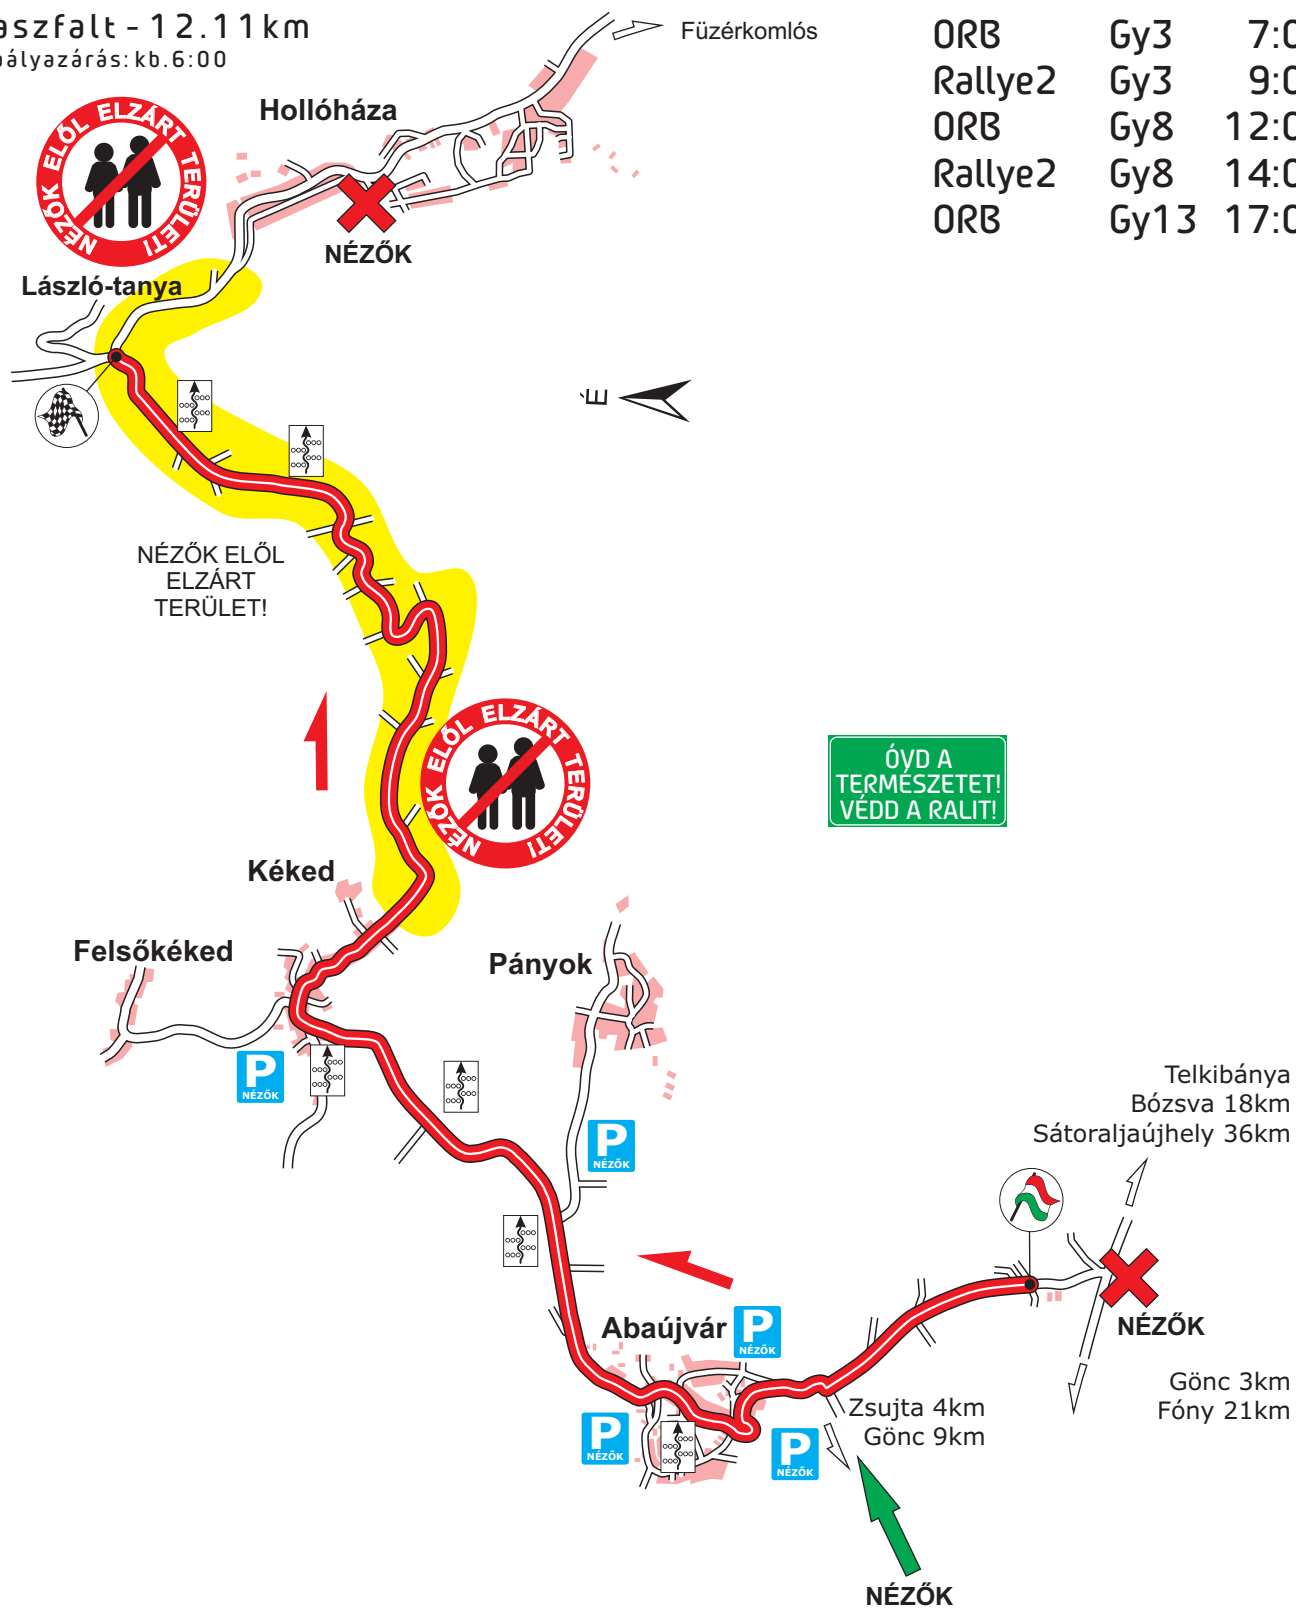 aszfalt - 12.11km
pályazárás: kb. 6:00
Füzérkomlós
ORB Gy3 7:0
Rallye2 Gy3 9:0
ORB Gy8 12:0
Rallye2 Gy8 14:0
ORB Gy13 17:0
Hollóháza
NÉZŐK ELŐL ELZÁRT TERÜLET!
NÉZŐK
László-tanya
É
NÉZŐK ELŐL
ELZÁRT
TERÜLET!
NÉZŐK ELŐL ELZÁRT TERÜLET!
ÓVD A
TERMÉSZETET!
VÉDD A RALIT!
Kéked
Felsőkéked
Pányok
P
NÉZŐK
P
NÉZŐK
Telkibánya
Bózsva 18km
Sátoraljaújhely 36km
Abaújvár
P
NÉZŐK
NÉZŐK
Gönc 3km
Fóny 21km
Zsujta 4km
Gönc 9km
P
NÉZŐK
P
NÉZŐK
NÉZŐK